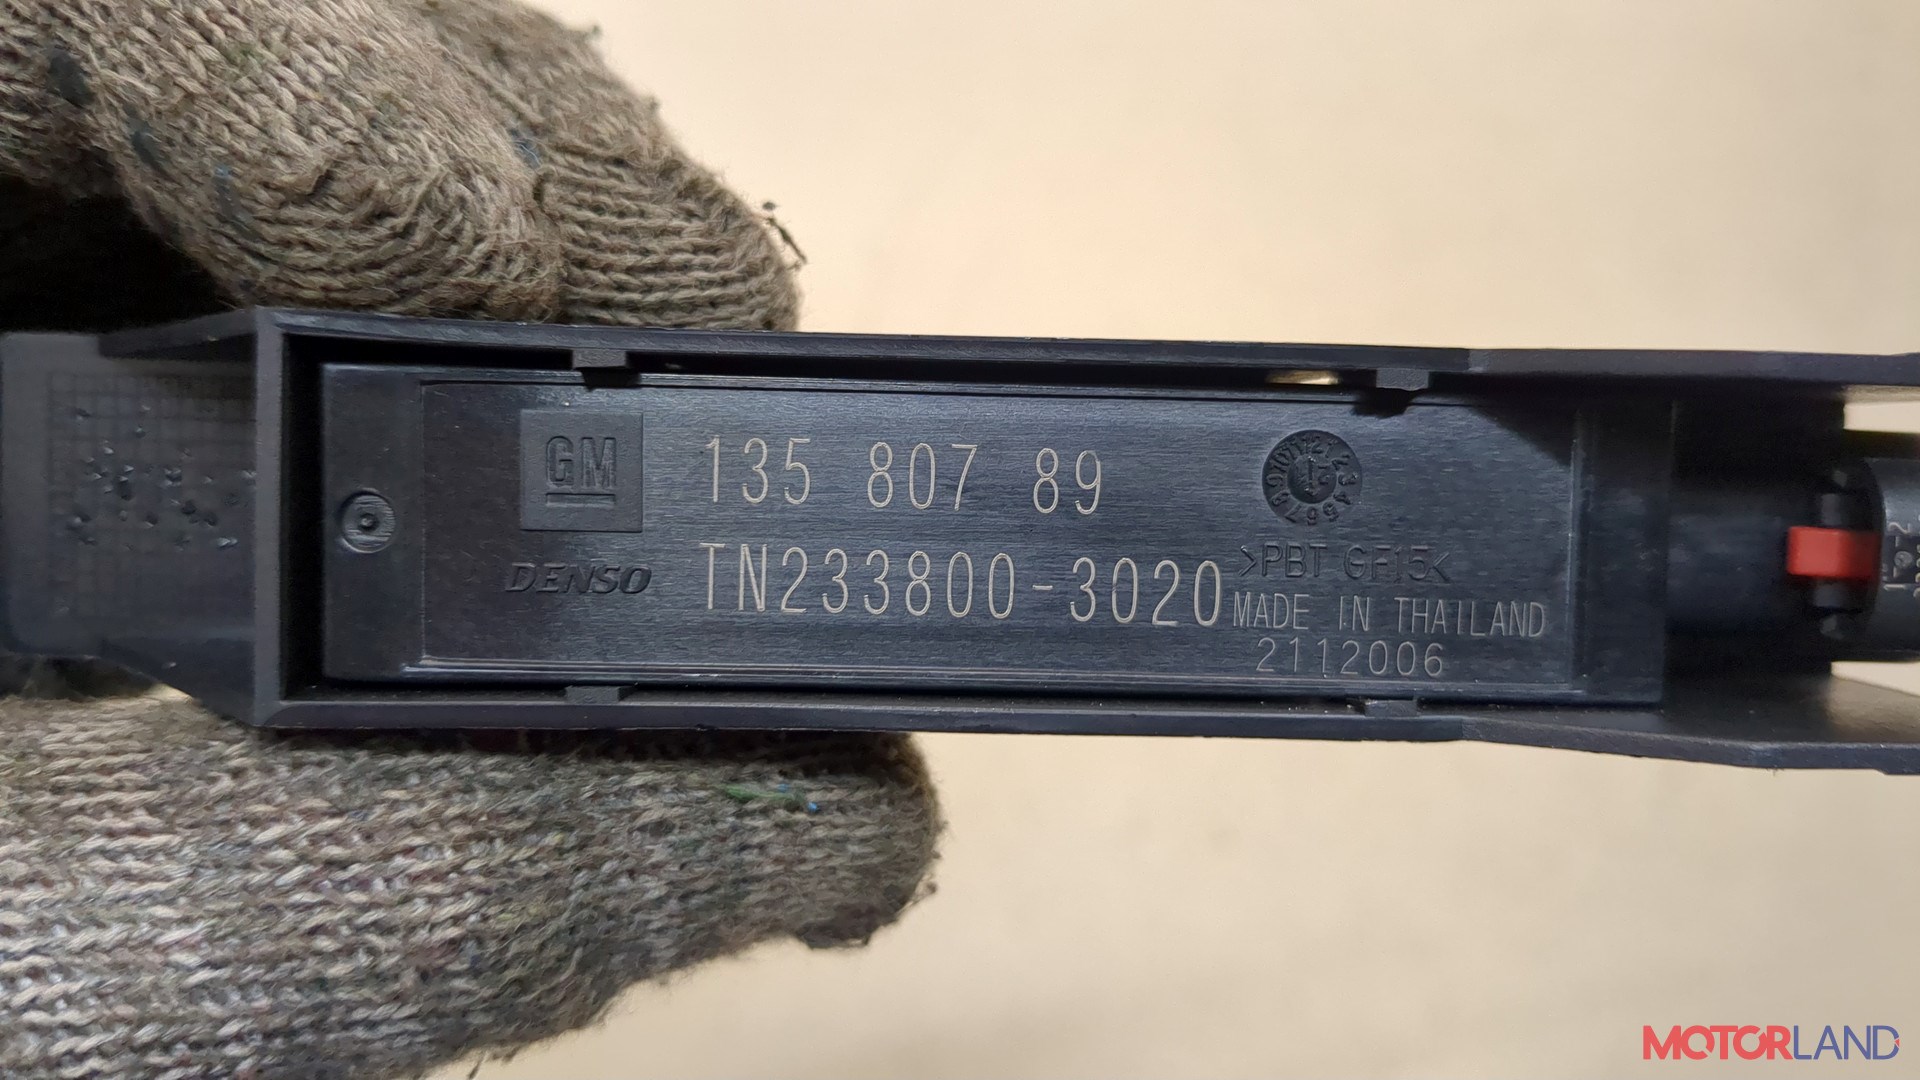 GM
135 807 89
DENSO
TN233800-3020
>PBT GF15<
MADE IN THAILAND
2112006
MOTORLAND